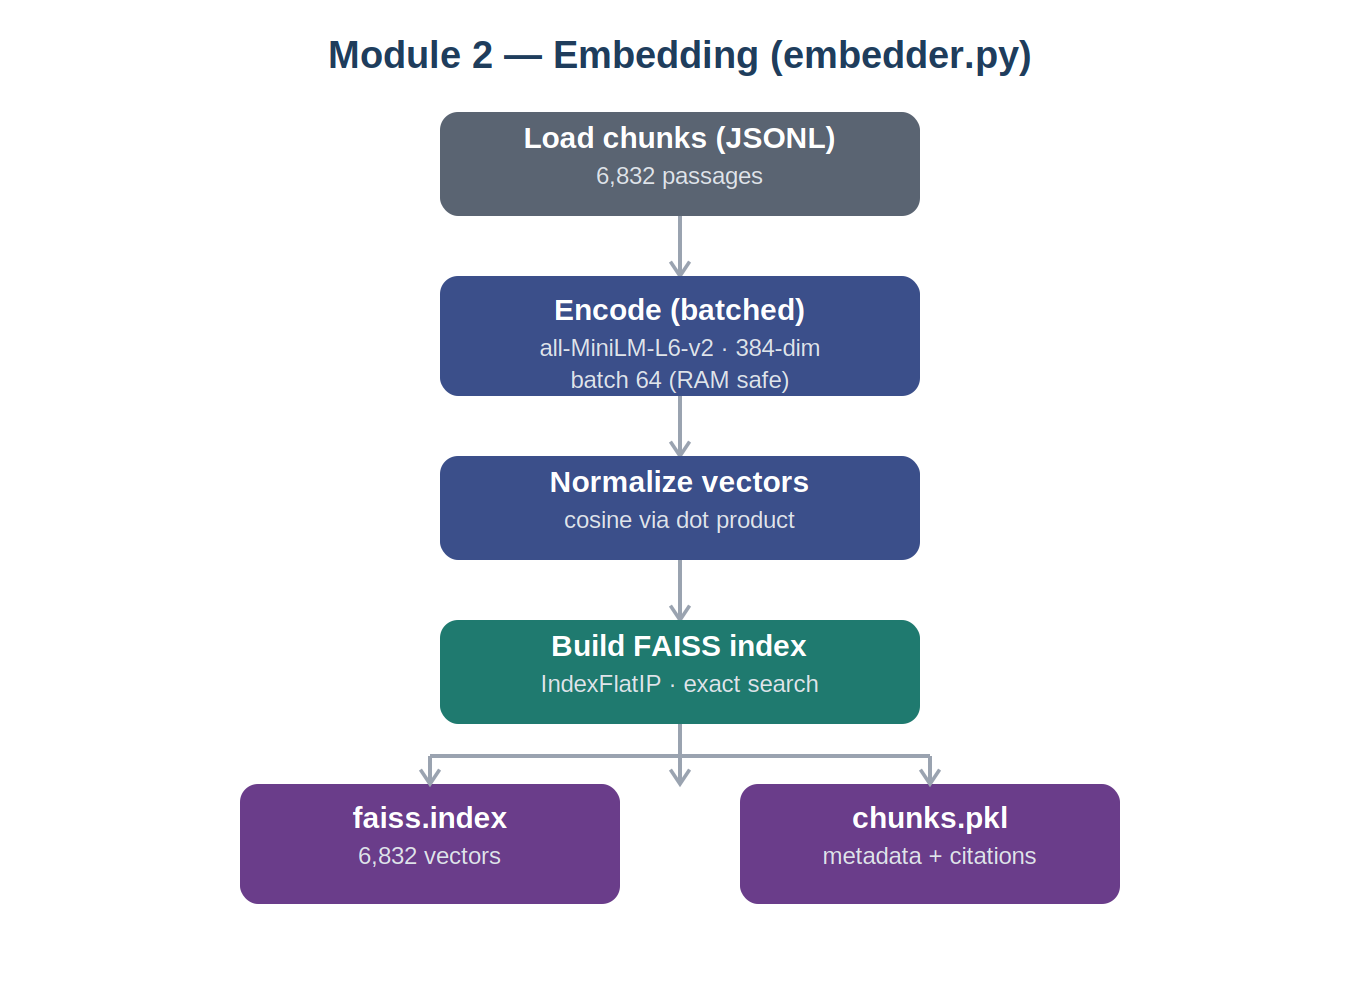 Module 2 — Embedding (embedder.py)
Load chunks (JSONL)
6,832 passages
Encode (batched)
all-MiniLM-L6-v2 · 384-dim
batch 64 (RAM safe)
Normalize vectors
cosine via dot product
Build FAISS index
IndexFlatIP · exact search
faiss.index
6,832 vectors
chunks.pkl
metadata + citations